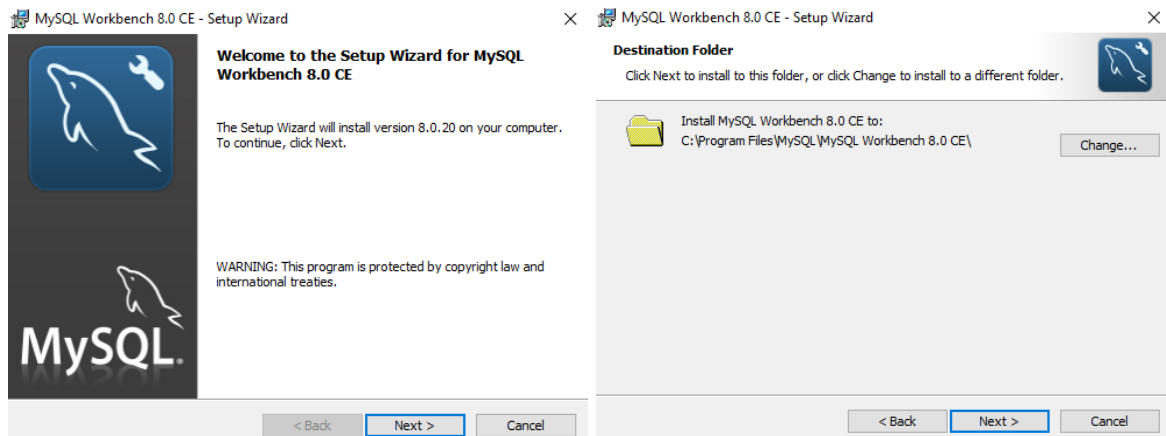 MySQL Workbench 8.0 CE - Setup Wizard
Welcome to the Setup Wizard for MySQL
Workbench 8.0 CE
The Setup Wizard will install version 8.0.20 on your computer.
To continue, click Next.
WARNING: This program is protected by copyright law and
international treaties.
MySQL.
< Back
Next >
Cancel
MySQL Workbench 8.0 CE - Setup Wizard
Destination Folder
Click Next to install to this folder, or click Change to install to a different folder.
Install MySQL Workbench 8.0 CE to:
C:\Program Files\MySQL\MySQL Workbench 8.0 CE\
Change...
< Back
Next >
Cancel